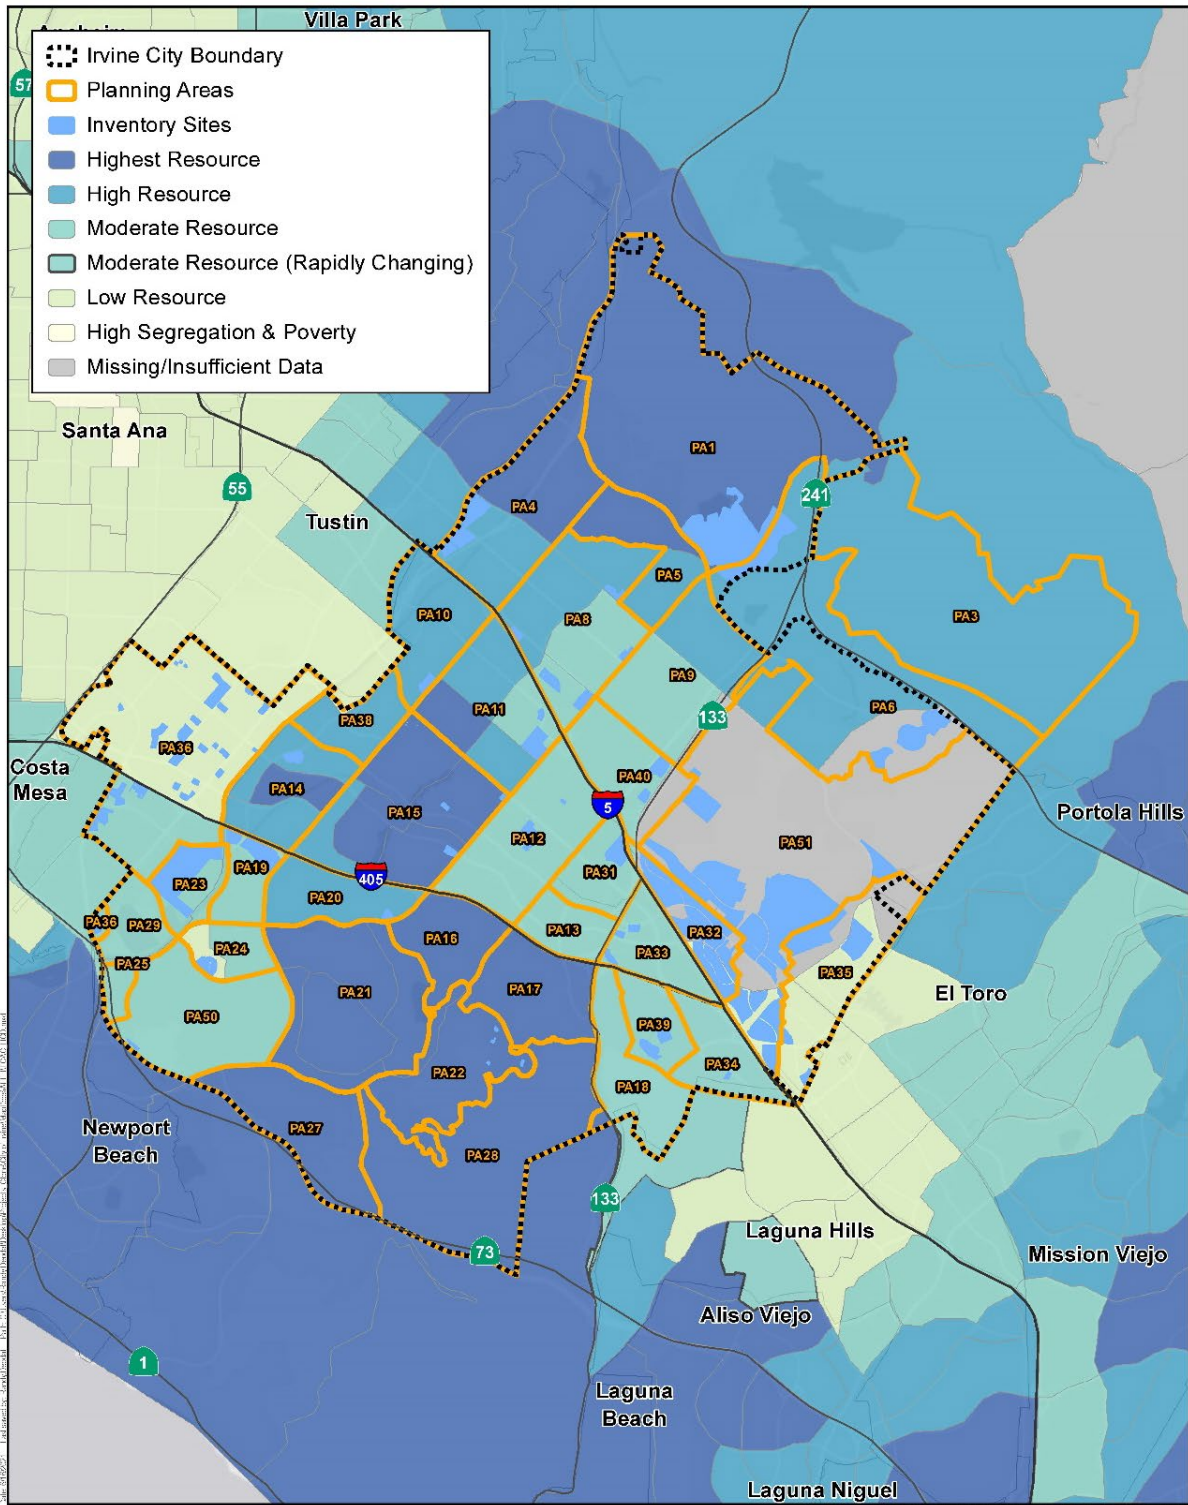 Villa Park
Irvine City Boundary
Planning Areas
Inventory Sites
Highest Resource
High Resource
Moderate Resource
Moderate Resource (Rapidly Changing)
Low Resource
High Segregation & Poverty
Missing/Insufficient Data
57
Santa Ana
PA1
55
241
PA4
Tustin
PA5
PA10
PA8
PA3
PA9
PA11
PA6
133
PA38
PA36
Costa
Mesa
PA40
PA14
5
PA15
Portola Hills
PA12
PA51
PA19
PA31
405
PA23
PA20
PA36
PA29
PA13
PA32
PA16
PA24
PA33
PA25
PA35
PA21
PA17
El Toro
PA50
PA39
PA34
PA22
PA18
Newport
Beach
PA27
PA28
133
Laguna Hills
73
Mission Viejo
Aliso Viejo
1
Laguna
Beach
Laguna Niguel